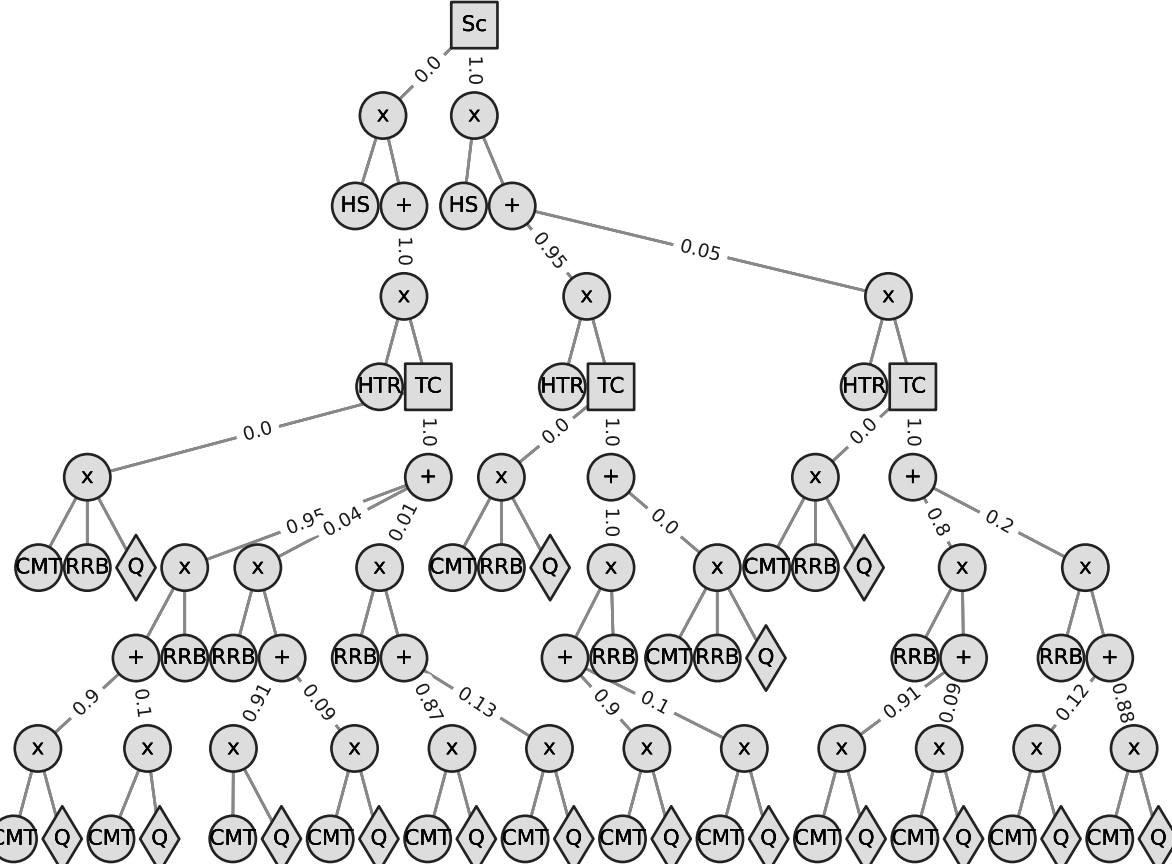 Sc
0.0 1.0
x x
HS + HS +
1.0 0.95 0.05
x x x
HTR TC HTR TC HTR TC
0.0 1.0 0.0 1.0 0.0 1.0
x + x + x +
0.95 0.04 0.01 1.0 0.0 0.8 0.2
CMT RRB Q x x x CMT RRB Q x x CMT RRB Q x x
+ RRB RRB + RRB + + RRB CMT RRB Q RRB + RRB +
0.9 0.1 0.91 0.09 0.87 0.13 0.9 0.1 0.91 0.09 0.12 0.88
x x x x x x x x x x x x
CMT Q CMT Q CMT Q CMT Q CMT Q CMT Q CMT Q CMT Q CMT Q CMT Q CMT Q CMT Q